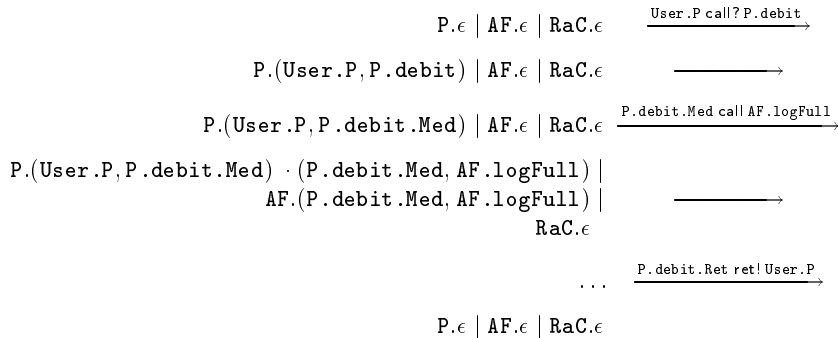 P.ϵ | AF.ϵ | RaC.ϵ User.P call? P.debit
P.(User.P, P.debit) | AF.ϵ | RaC.ϵ
P.(User.P, P.debit.Med) | AF.ϵ | RaC.ϵ P.debit.Med call AF.logFull
P.(User.P, P.debit.Med) · (P.debit.Med, AF.logFull) |
AF.(P.debit.Med, AF.logFull) |
RaC.ϵ
... P.debit.Ret ret! User.P
P.ϵ | AF.ϵ | RaC.ϵ